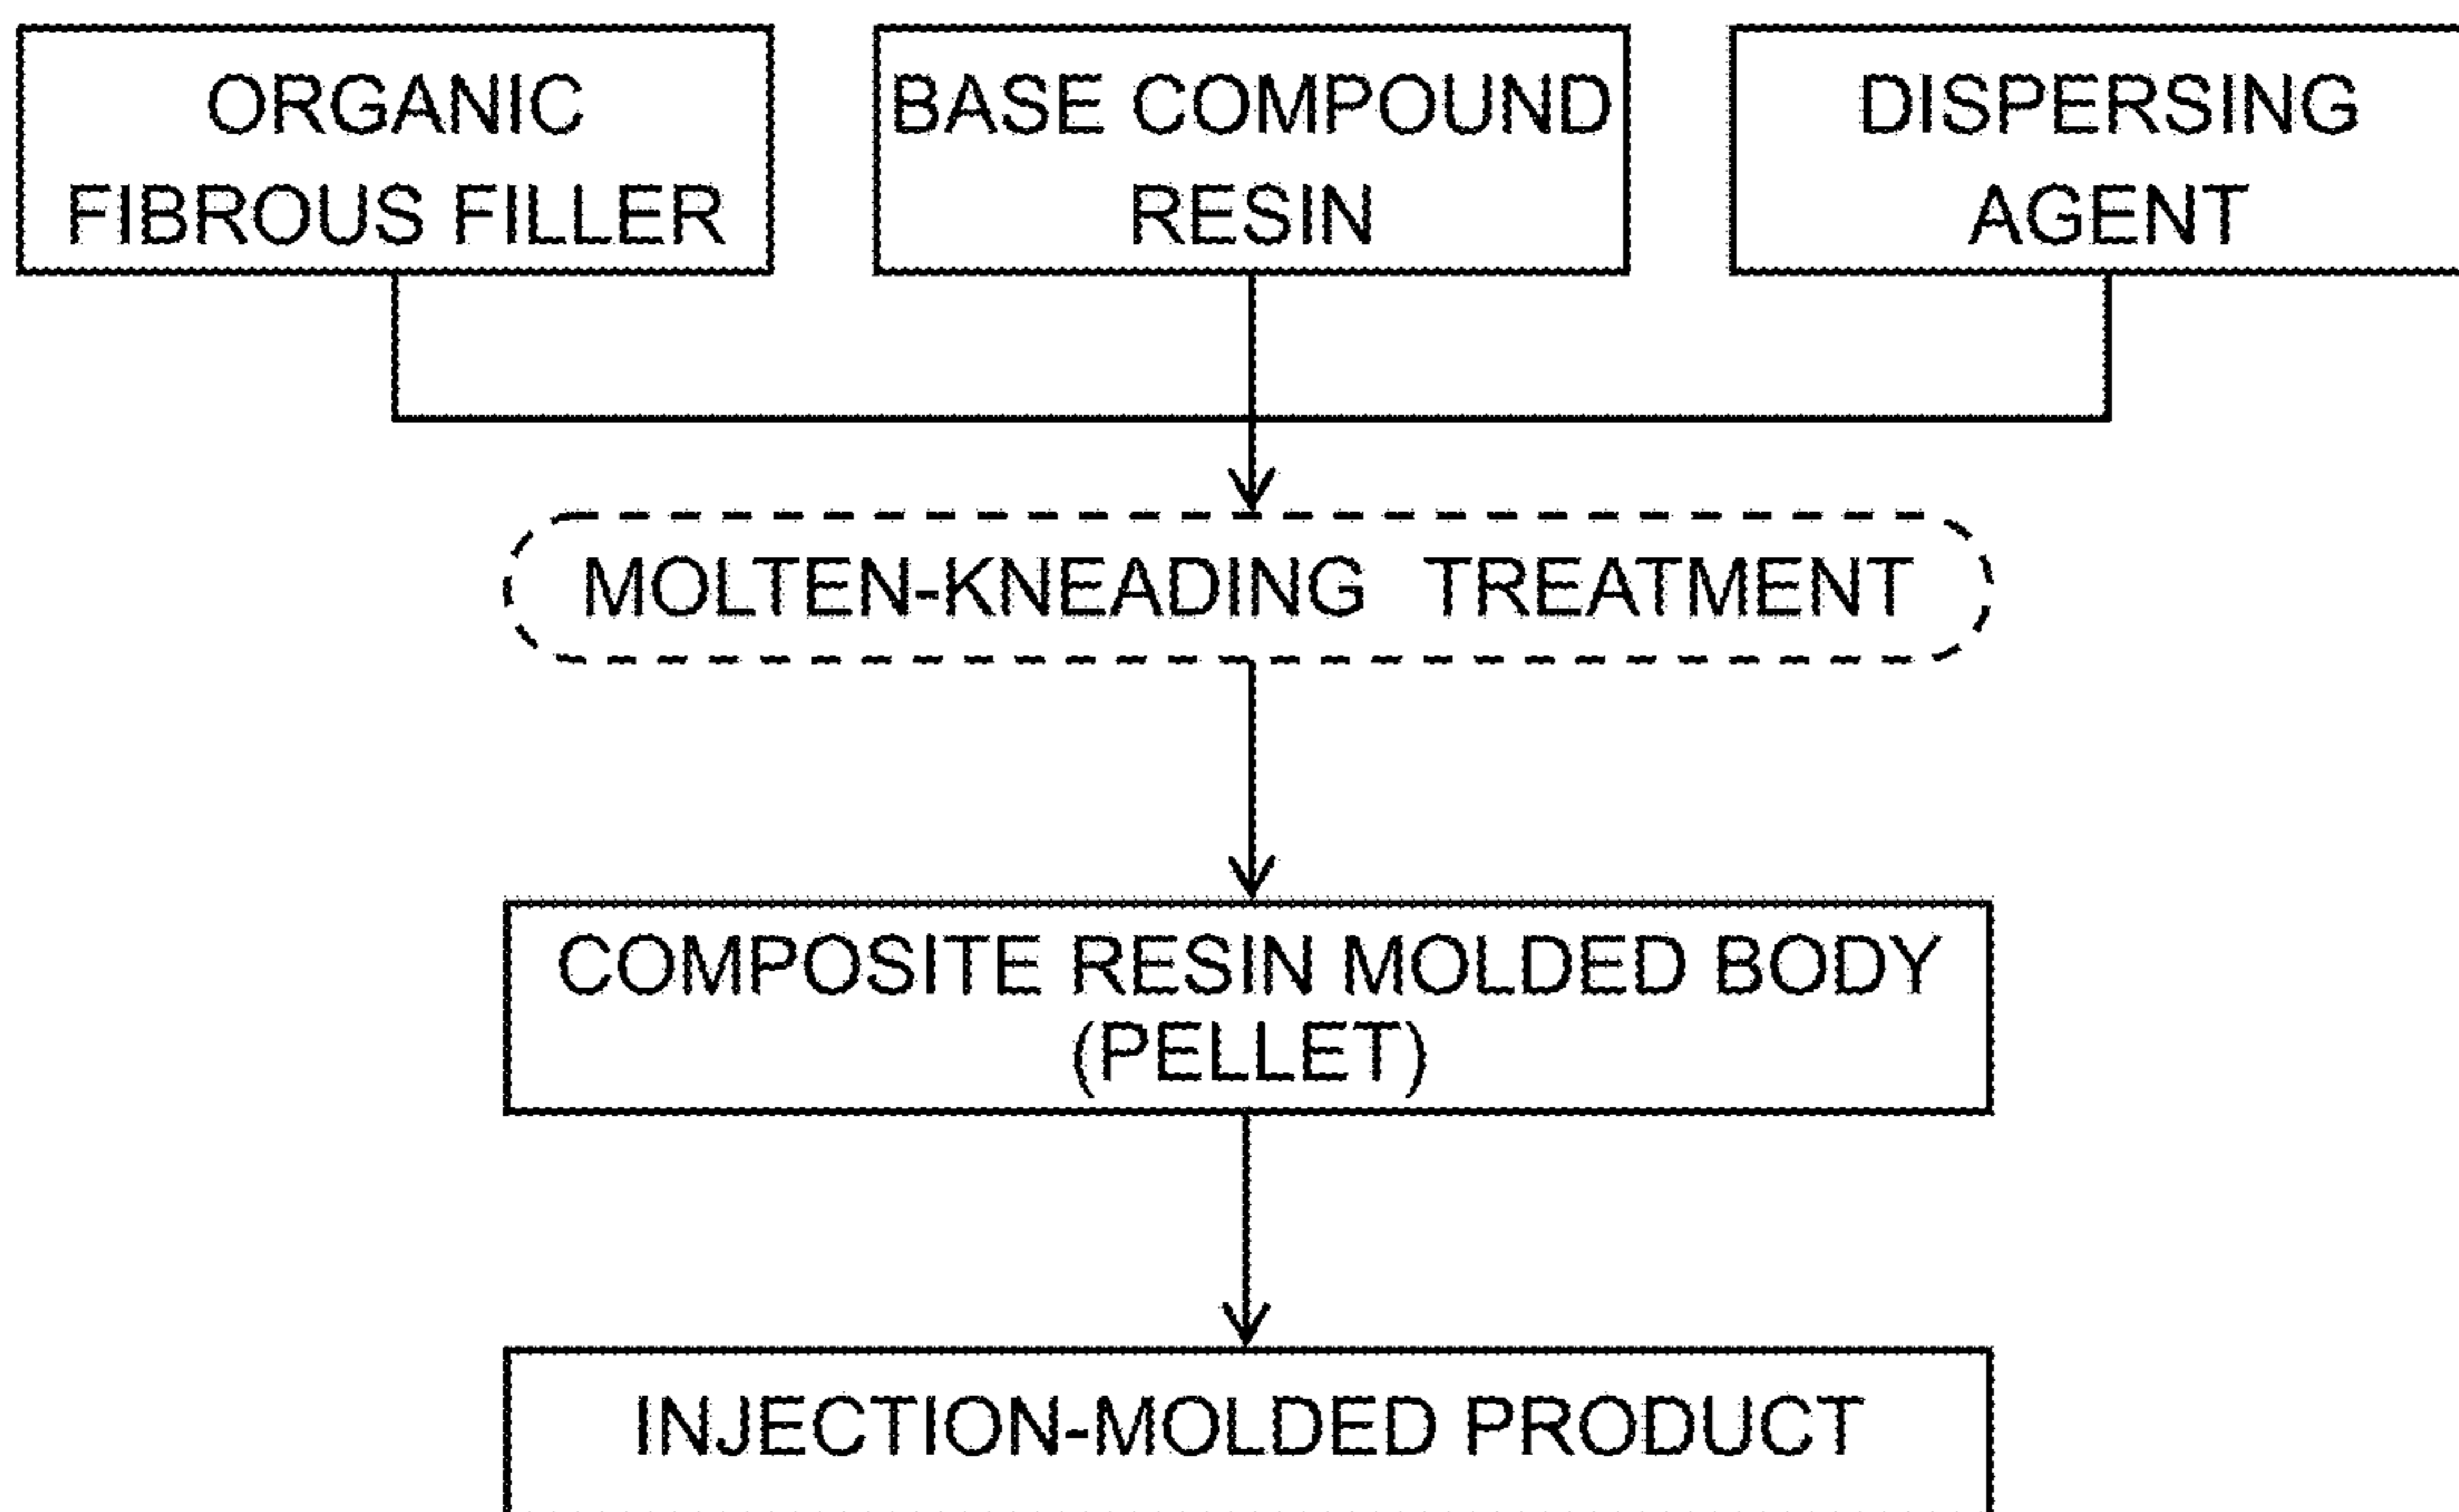 ORGANIC
FIBROUS FILLER
BASE COMPOUND
RESIN
DISPERSING
AGENT
MOLTEN-KNEADING TREATMENT
COMPOSITE RESIN MOLDED BODY
(PELLET)
INJECTION-MOLDED PRODUCT